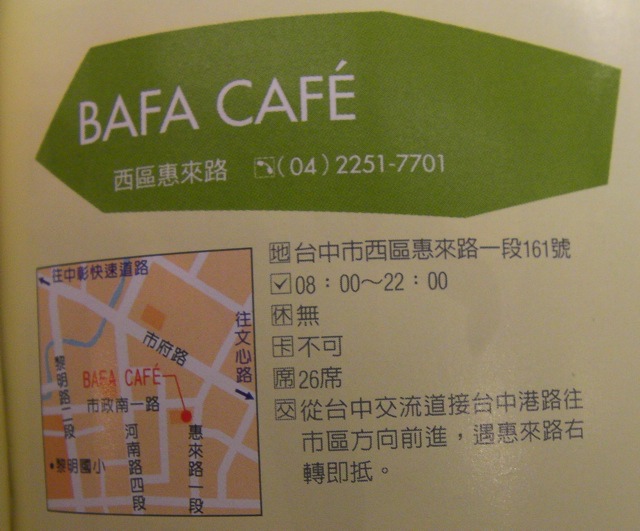 BAFA CAFÉ
西區惠來路 (04)2251-7701
地 台中市西區惠來路一段161號
08：00～22：00
休 無
卡 不可
席 26席
交 從台中交流道接台中港路往
市區方向前進，遇惠來路右
轉即抵。
往中彰快速道路
往文心路
市府路
黎明路二段
BAFA CAFÉ
市政南一路
河南路四段
惠來路一段
黎明國小